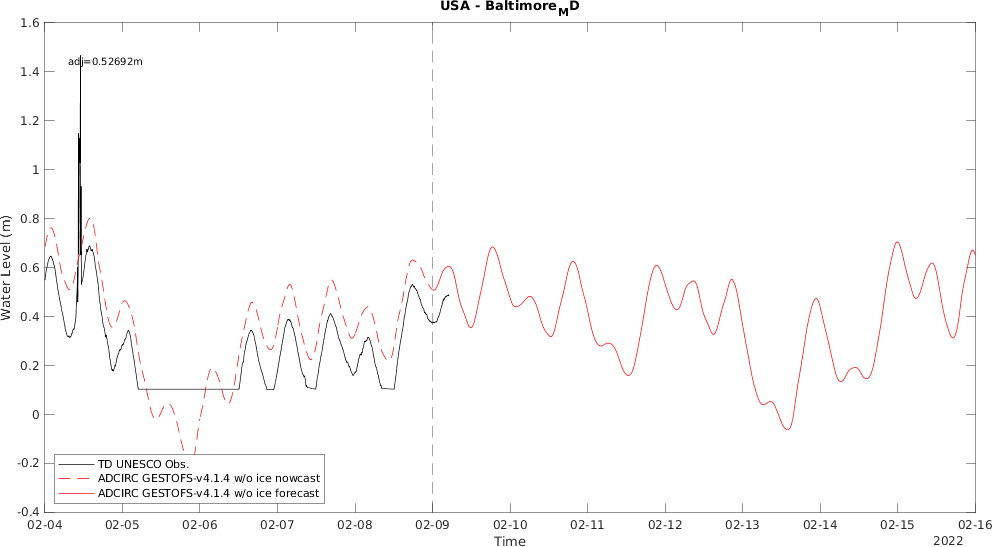 USA - Baltimore_MD
1.6
1.4
1.2
1
0.8
0.6
0.4
0.2
0
-0.2
-0.4
Water Level (m)
adj=0.52692m
TD UNESCO Obs.
ADCIRC GESTOFS-v4.1.4 w/o ice nowcast
ADCIRC GESTOFS-v4.1.4 w/o ice forecast
02-04 02-05 02-06 02-07 02-08 02-09 02-10 02-11 02-12 02-13 02-14 02-15 02-16
Time
2022